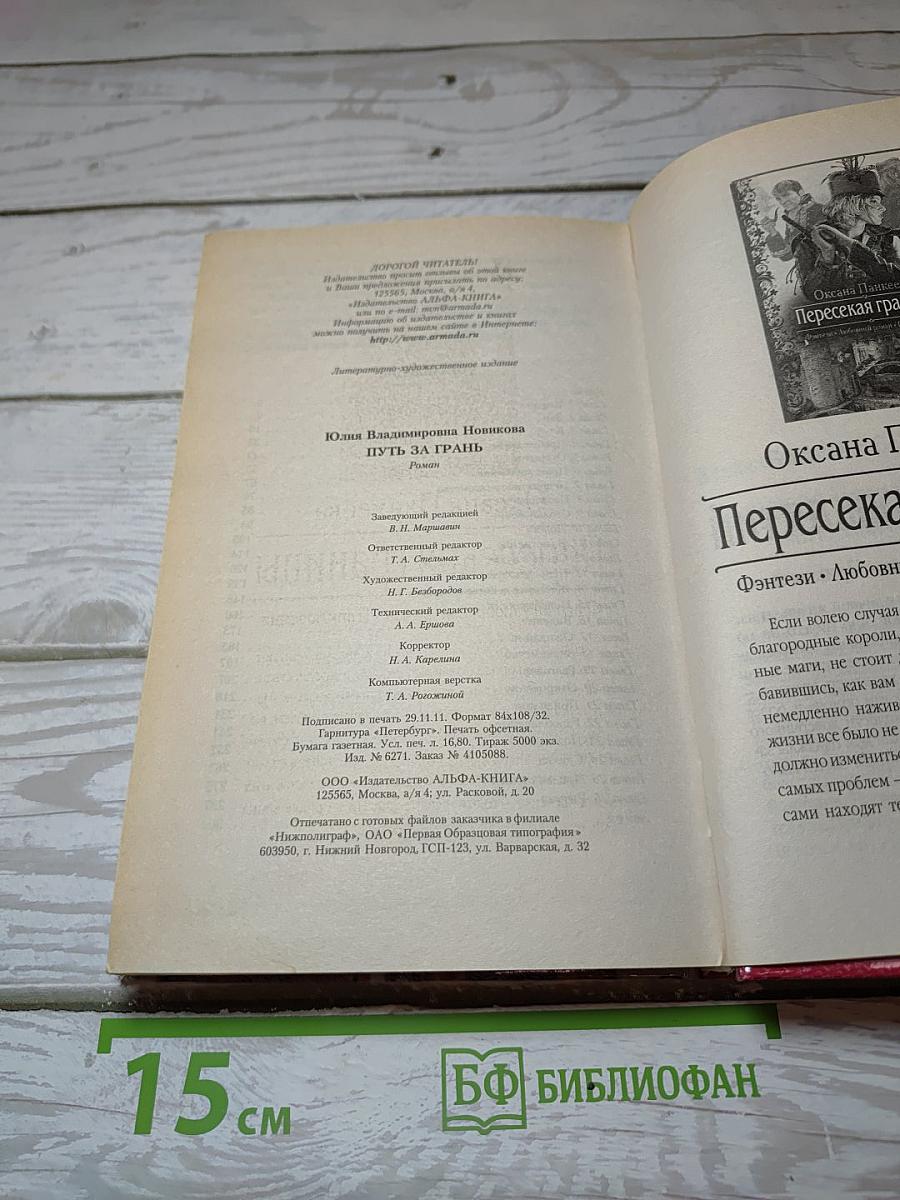 ДОРОГОЙ ЧИТАТЕЛЬ!
Издательство просит отзывы об этой книге
и Ваши предложения присылать по адресу:
125565, Москва, а/я 4,
«Издательство АЛЬФА-КНИГА»
или по e-mail: mvn@armada.ru
Информацию об издательстве и книгах
можно получить на нашем сайте в Интернете:
http://www.armada.ru
Литературно-художественное издание
Юлия Владимировна Новикова
ПУТЬ ЗА ГРАНЬ
Роман
Заведующий редакцией
В. Н. Маршавин
Ответственный редактор
Т. А. Стельмах
Художественный редактор
Н. Г. Безбородов
Технический редактор
А. А. Ершова
Корректор
Н. А. Карелина
Компьютерная верстка
Т. А. Рогожиной
Подписано в печать 29.11.11. Формат 84x108/32.
Гарнитура «Петербург». Печать офсетная.
Бумага газетная. Усл. печ. л. 16,80. Тираж 5000 экз.
Изд. № 6271. Заказ № 4105088.
ООО «Издательство АЛЬФА-КНИГА»
125565, Москва, а/я 4; ул. Расковой, д. 20
Отпечатано с готовых файлов заказчика в филиале
«Нижполиграф», ОАО «Первая Образцовая типография»
603950, г. Нижний Новгород, ГСП-123, ул. Варварская, д. 32
Оксана Панкее
Пересекая гра
Оксана П
Пересека
Фэнтези • Любовн
Если волею случая
благородные короли,
ные маги, не стоит
бавившись, как вам
немедленно нажив
жизни все было не
должно измениться
самых проблем –
сами находят те
15 см
БФ БИБЛИОФАН